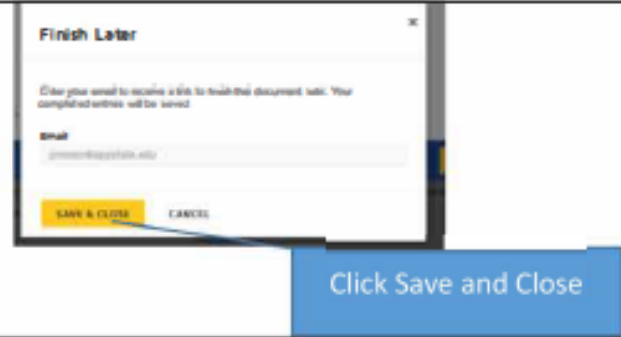 Finish Later
Enter your email to receive a link to finish this document later. Your
completed entries will be saved
Email
SAVE & CLOSE CANCEL
Click Save and Close